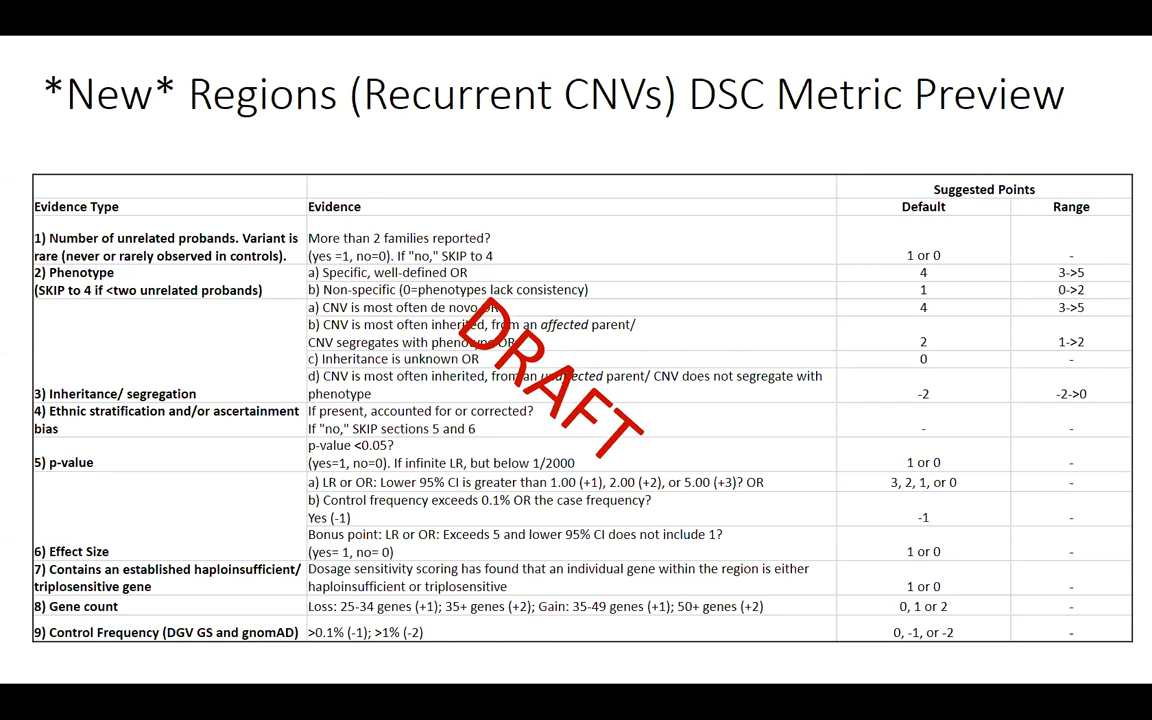 *New* Regions (Recurrent CNVs) DSC Metric Preview
Suggested Points
Evidence Type Evidence Default Range
1) Number of unrelated probands. Variant is More than 2 families reported?
rare (never or rarely observed in controls). (yes =1, no=0). If "no," SKIP to 4 1 or 0 -
2) Phenotype a) Specific, well-defined OR 4 3->5
(SKIP to 4 if <two unrelated probands) b) Non-specific (0=phenotypes lack consistency) 1 0->2
a) CNV is most often de novo OR 4 3->5
b) CNV is most often inherited, from an affected parent/
CNV segregates with phenotype OR 2 1->2
c) Inheritance is unknown OR 0 -
d) CNV is most often inherited, from an unaffected parent/ CNV does not segregate with
3) Inheritance/ segregation phenotype -2 -2->0
4) Ethnic stratification and/or ascertainment If present, accounted for or corrected?
bias If "no," SKIP sections 5 and 6 - -
p-value <0.05?
5) p-value (yes=1, no=0). If infinite LR, but below 1/2000 1 or 0 -
a) LR or OR: Lower 95% CI is greater than 1.00 (+1), 2.00 (+2), or 5.00 (+3)? OR 3, 2, 1, or 0 -
b) Control frequency exceeds 0.1% OR the case frequency?
Yes (-1) -1 -
Bonus point: LR or OR: Exceeds 5 and lower 95% CI does not include 1?
6) Effect Size (yes= 1, no= 0) 1 or 0 -
7) Contains an established haploinsufficient/ Dosage sensitivity scoring has found that an individual gene within the region is either
triplosensitive gene haploinsufficient or triplosensitive 1 or 0 -
8) Gene count Loss: 25-34 genes (+1); 35+ genes (+2); Gain: 35-49 genes (+1); 50+ genes (+2) 0, 1 or 2 -
9) Control Frequency (DGV GS and gnomAD) >0.1% (-1); >1% (-2) 0, -1, or -2 -
DRAFT